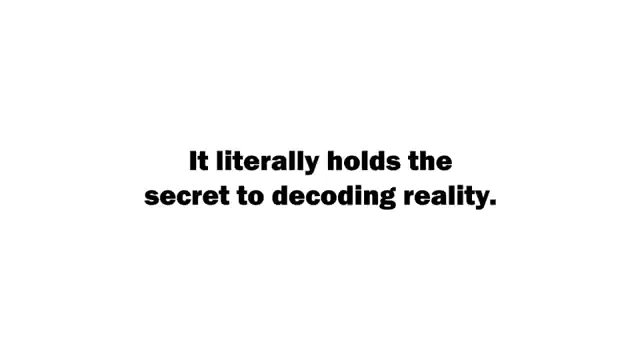 It literally holds the
secret to decoding reality.